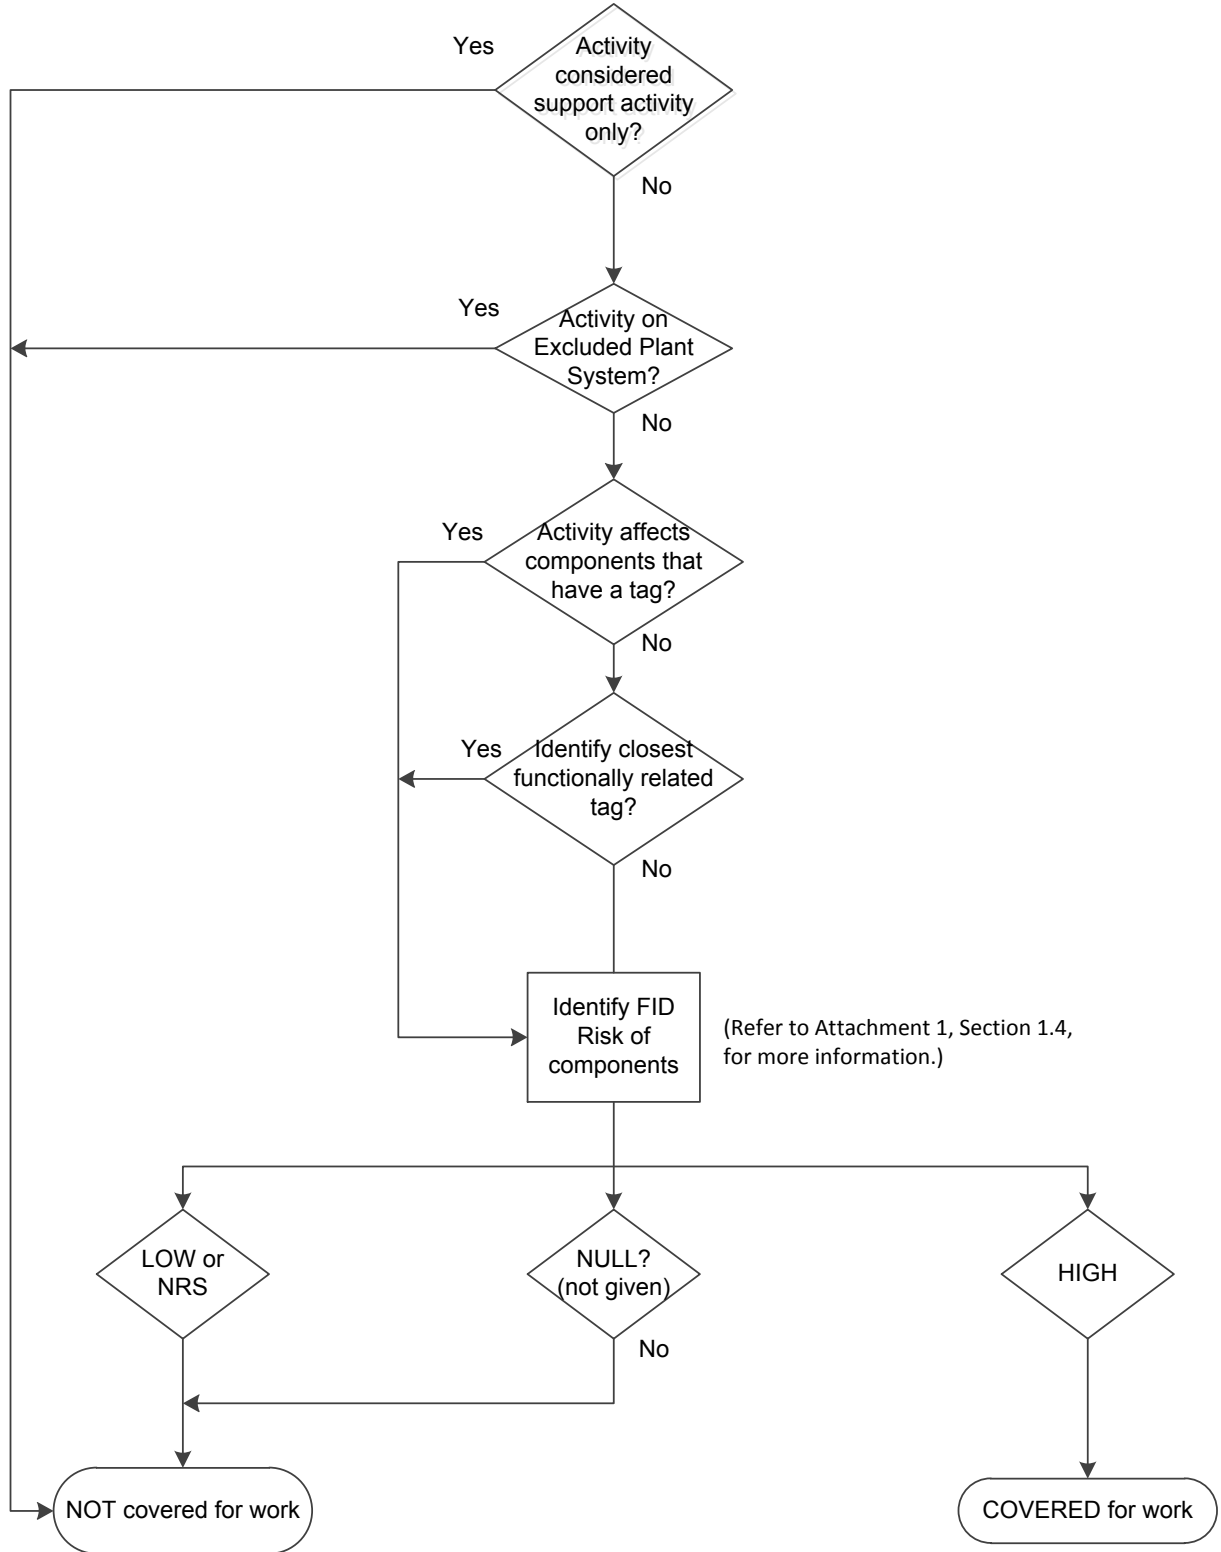 Yes
Activity
considered
support activity
only?
No
Yes
Activity on
Excluded Plant
System?
No
Yes
Activity affects
components that
have a tag?
No
Yes
Identify closest
functionally related
tag?
No
Identify FID
Risk of
components
(Refer to Attachment 1, Section 1.4,
for more information.)
LOW or
NRS
NULL?
(not given)
HIGH
No
NOT covered for work
COVERED for work